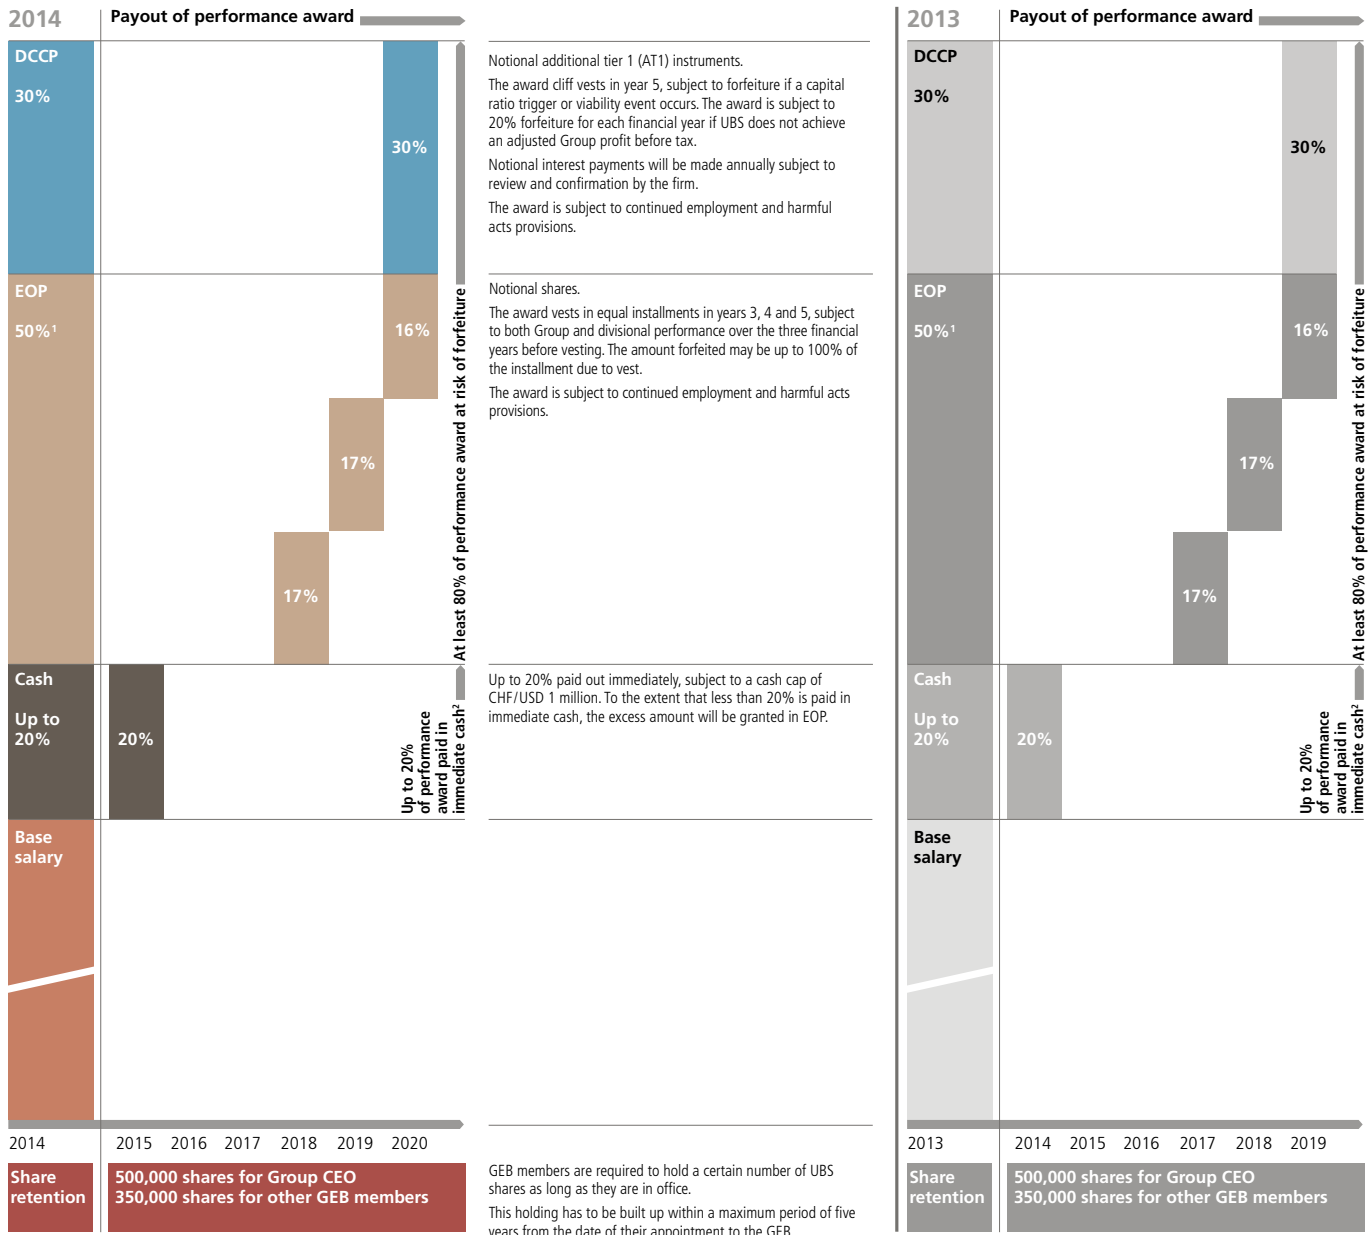 2014
Payout of performance award
DCCP
30%
30%
EOP
50%¹
16%
17%
17%
At least 80% of performance award at risk of forfeiture
Cash
Up to
20%
20%
Up to 20%
of performance
award paid in
immediate cash²
Base
salary
2014
2015 2016 2017 2018 2019 2020
Share
retention
500,000 shares for Group CEO
350,000 shares for other GEB members
Notional additional tier 1 (AT1) instruments.
The award cliff vests in year 5, subject to forfeiture if a capital
ratio trigger or viability event occurs. The award is subject to
20% forfeiture for each financial year if UBS does not achieve
an adjusted Group profit before tax.
Notional interest payments will be made annually subject to
review and confirmation by the firm.
The award is subject to continued employment and harmful
acts provisions.
Notional shares.
The award vests in equal installments in years 3, 4 and 5, subject
to both Group and divisional performance over the three financial
years before vesting. The amount forfeited may be up to 100% of
the installment due to vest.
The award is subject to continued employment and harmful acts
provisions.
Up to 20% paid out immediately, subject to a cash cap of
CHF/USD 1 million. To the extent that less than 20% is paid in
immediate cash, the excess amount will be granted in EOP.
GEB members are required to hold a certain number of UBS
shares as long as they are in office.
This holding has to be built up within a maximum period of five
years from the date of their appointment to the GEB
2013
Payout of performance award
DCCP
30%
30%
EOP
50%¹
16%
17%
17%
At least 80% of performance award at risk of forfeiture
Cash
Up to
20%
20%
Up to 20%
of performance
award paid in
immediate cash²
Base
salary
2013
2014 2015 2016 2017 2018 2019
Share
retention
500,000 shares for Group CEO
350,000 shares for other GEB members